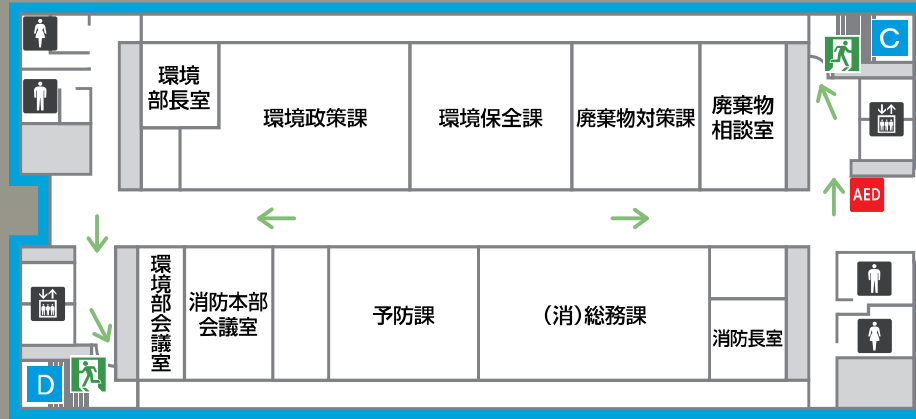 C
環境
部長室
環境政策課
環境保全課
廃棄物対策課
廃棄物
相談室
AED
環境部会議室
消防本部
会議室
予防課
(消)総務課
消防長室
D